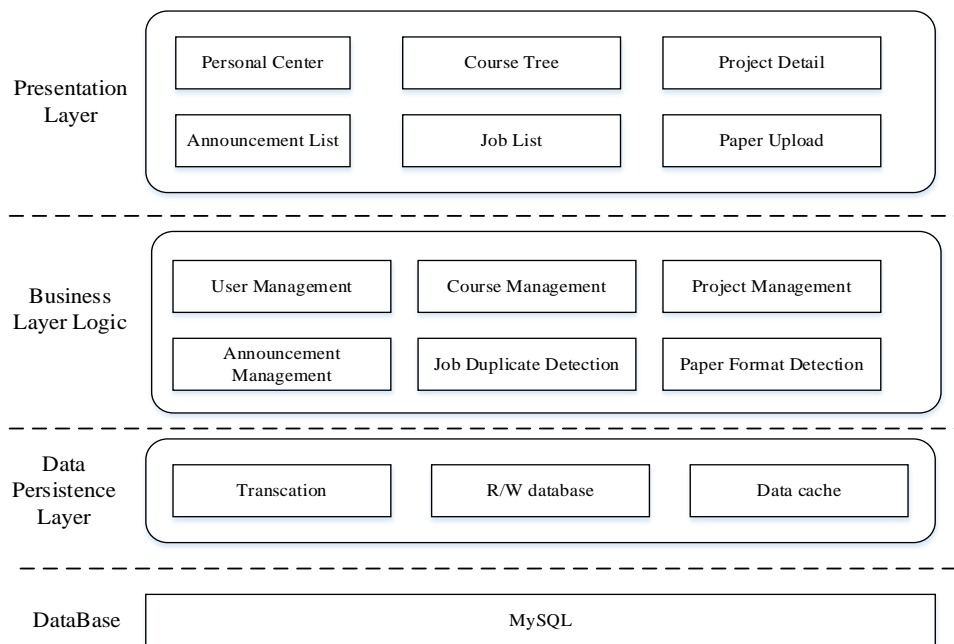 Presentation
Layer
Personal Center
Course Tree
Project Detail
Announcement List
Job List
Paper Upload
Business
Layer Logic
User Management
Course Management
Project Management
Announcement
Management
Job Duplicate Detection
Paper Format Detection
Data
Persistence
Layer
Transcation
R/W database
Data cache
DataBase
MySQL